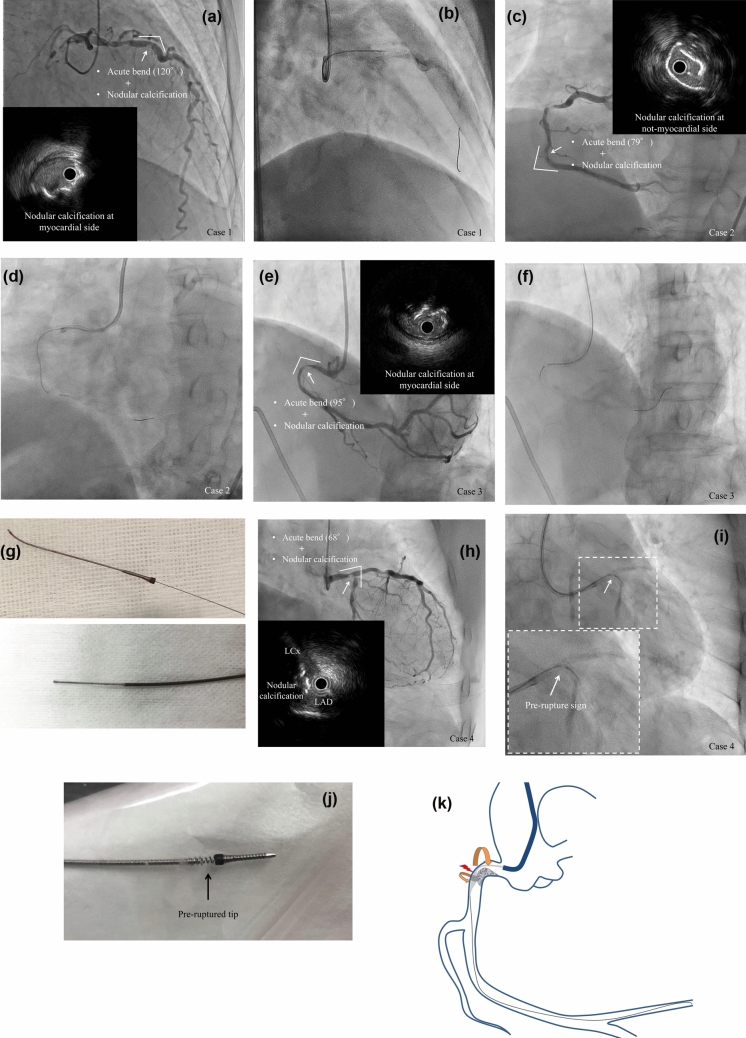 (a)
• Acute bend (120°)
+
• Nodular calcification
Nodular calcification at
myocardial side
Case 1
(b)
Case 1
(c)
Nodular calcification at
not-myocardial side
• Acute bend (79°)
+
• Nodular calcification
Case 2
(d)
Case 2
(e)
Nodular calcification at
myocardial side
• Acute bend (95°)
+
• Nodular calcification
Case 3
(f)
Case 3
(g)
(h)
• Acute bend (68°)
+
• Nodular calcification
LCx
Nodular
calcification
LAD
Case 4
(i)
Pre-rupture sign
Case 4
(j)
Pre-ruptured tip
(k)